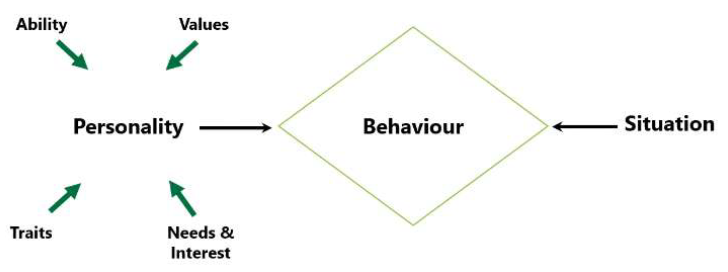 Ability
Values
Personality
Behaviour
Situation
Traits
Needs &
Interest